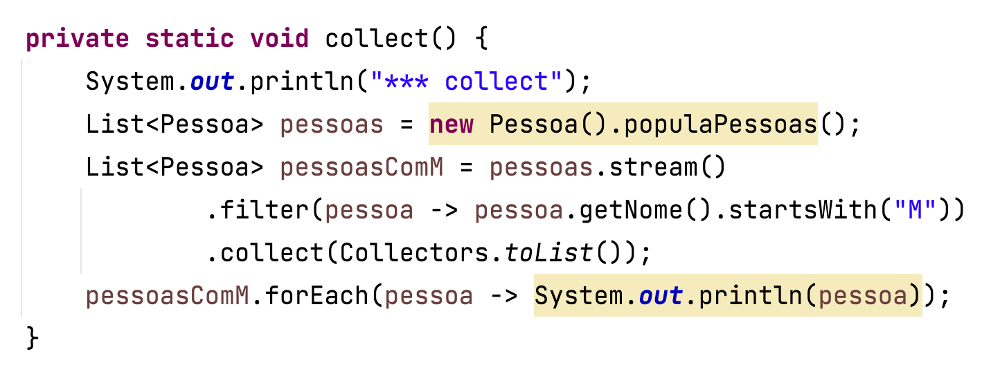 private static void collect() {
    System.out.println("*** collect");
    List<Pessoa> pessoas = new Pessoa().populaPessoas();
    List<Pessoa> pessoasComM = pessoas.stream()
            .filter(pessoa -> pessoa.getNome().startsWith("M"))
            .collect(Collectors.toList());
    pessoasComM.forEach(pessoa -> System.out.println(pessoa));
}